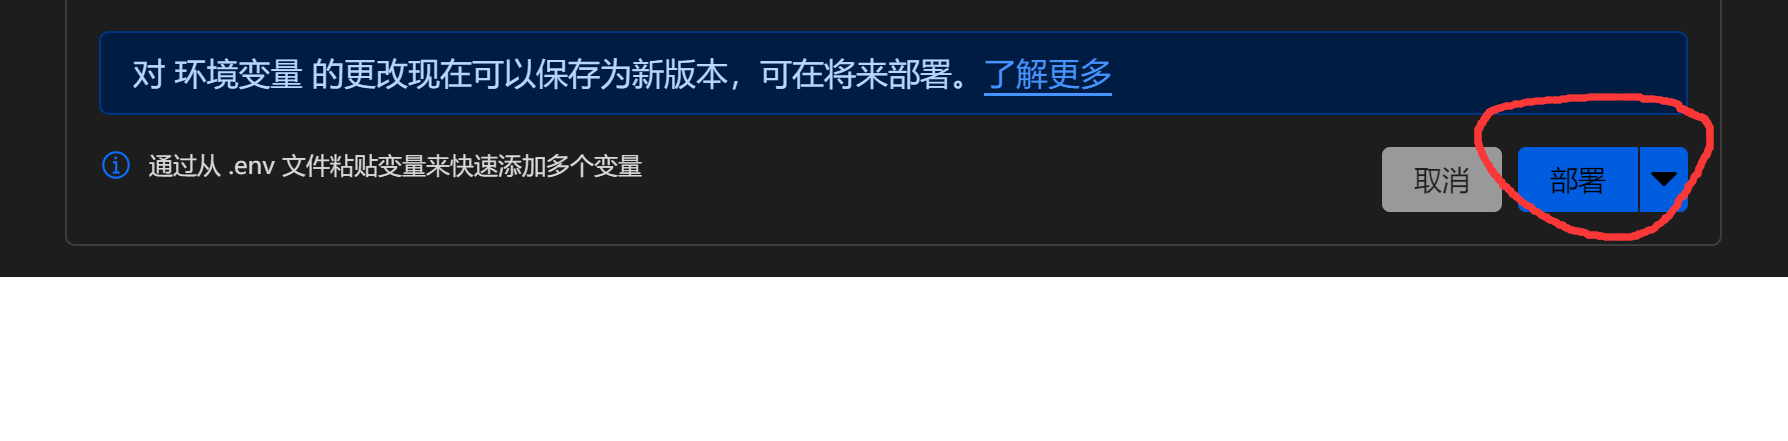 对 环境变量 的更改现在可以保存为新版本，可在将来部署。了解更多
通过从 .env 文件粘贴变量来快速添加多个变量
取消
部署